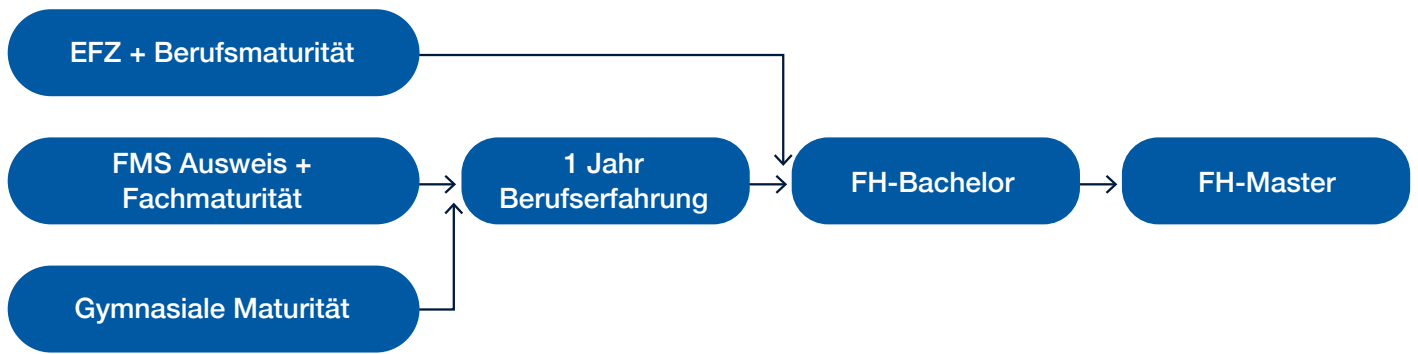 EFZ + Berufsmaturität
FMS Ausweis +
Fachmaturität
1 Jahr
Berufserfahrung
FH-Bachelor
FH-Master
Gymnasiale Maturität